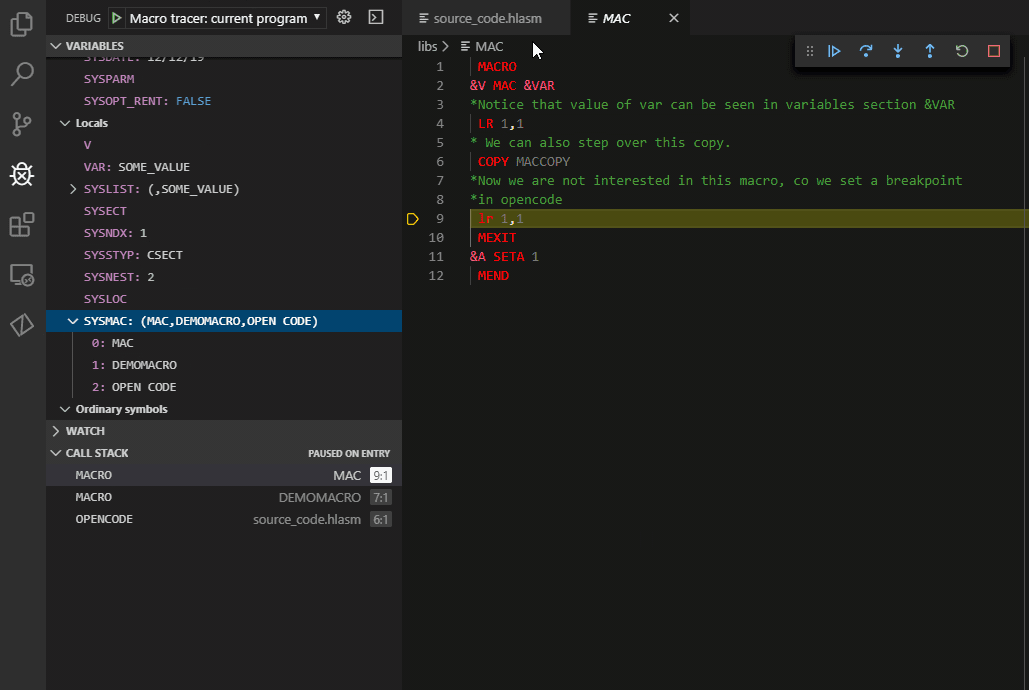 DEBUG Macro tracer: current program
VARIABLES
SYSDATE: 12/12/19
SYSPARM
SYSOPT_RENT: FALSE
Locals
V
VAR: SOME_VALUE
SYSLIST: (,SOME_VALUE)
SYSECT
SYSNDX: 1
SYSSTYP: CSECT
SYSNEST: 2
SYSLOC
SYSMAC: (MAC,DEMOMACRO,OPEN CODE)
0: MAC
1: DEMOMACRO
2: OPEN CODE
Ordinary symbols
WATCH
CALL STACK PAUSED ON ENTRY
MACRO MAC 9:1
MACRO DEMOMACRO 7:1
OPENCODE source_code.hlasm 6:1
source_code.hlasm MAC
libs > MAC
1 MACRO
2 &V MAC &VAR
3 *Notice that value of var can be seen in variables section &VAR
4 LR 1,1
5 * We can also step over this copy.
6 COPY MACCOPY
7 *Now we are not interested in this macro, co we set a breakpoint
8 *in opencode
9 lr 1,1
10 MEXIT
11 &A SETA 1
12 MEND